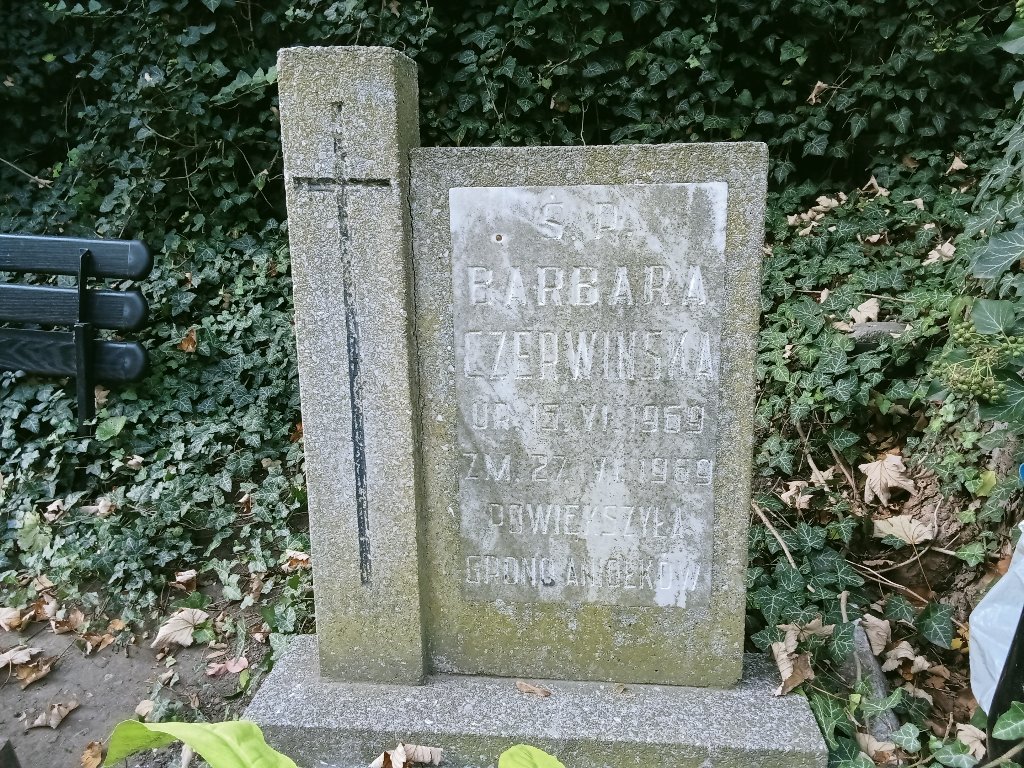 Ś. P.
BARBARA
CZERWIŃSKA
UR. 15. VI. 1969
ZM. 27. VI. 1969
POWIĘKSZYŁA
GRONO ANIOŁKÓW